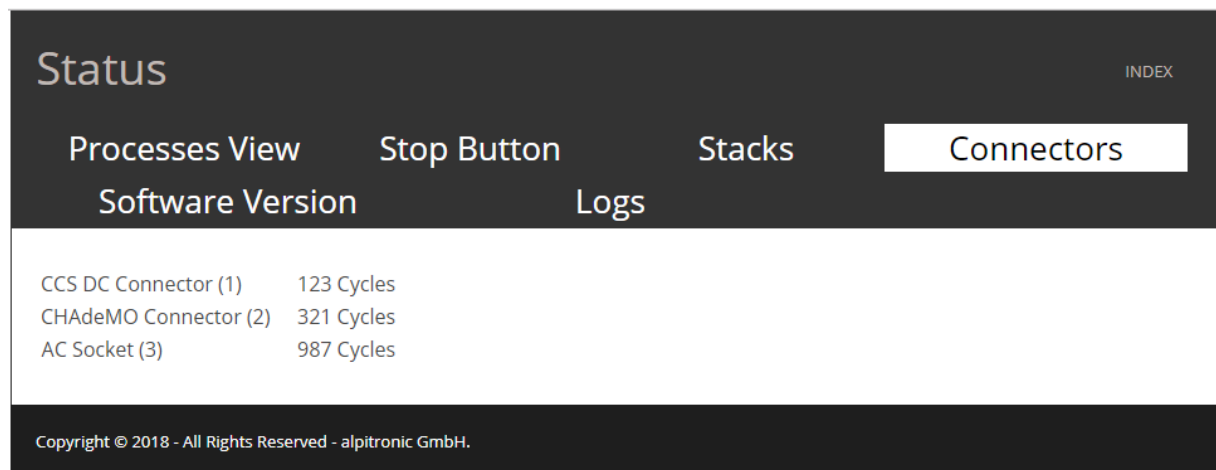 Status
INDEX
Processes View Stop Button Stacks Connectors
Software Version Logs
CCS DC Connector (1) 123 Cycles
CHAdeMO Connector (2) 321 Cycles
AC Socket (3) 987 Cycles
Copyright © 2018 - All Rights Reserved - alpitronic GmbH.